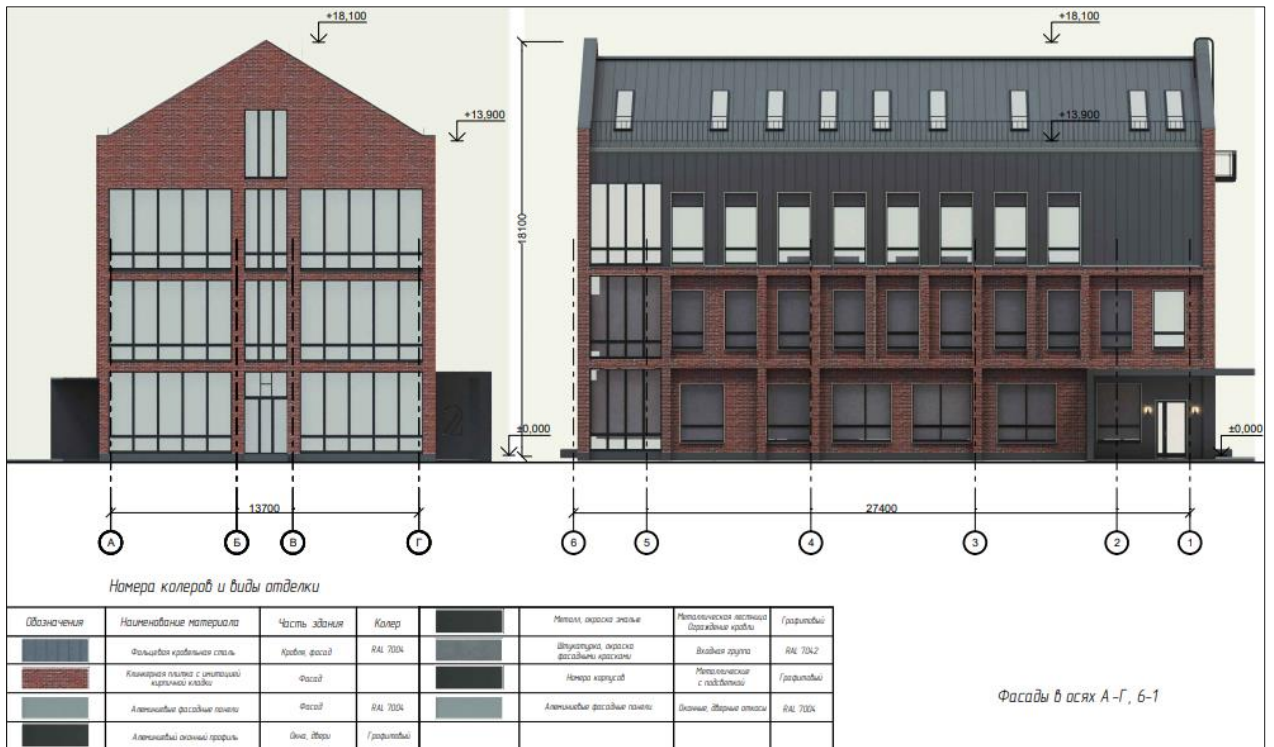 +18,100
+18,100
+13,900
+13,900
18100
±0,000
±0,000
13700
27400
А Б В Г
6 5 4 3 2 1
Номера колеров и виды отделки
Обозначения Наименование материала Часть здания Колер
Фальцевая кровельная сталь Кровля, фасад RAL 7004
Клинкерная плитка с имитацией
кирпичной кладки
Фасад
Алюминиевые фасадные панели Фасад RAL 7004
Алюминиевый оконный профиль Окна, двери Графитовый
Металл, окраска эмалью
Металлическая лестница
Ограждение кровли
Графитовый
Штукатурка, окраска
фасадными красками
Входная группа RAL 7042
Номера корпусов
Металлические
с подсветкой
Графитовый
Алюминиевые фасадные панели Оконные, дверные откосы RAL 7004
Фасады в осях А-Г, 6-1
2